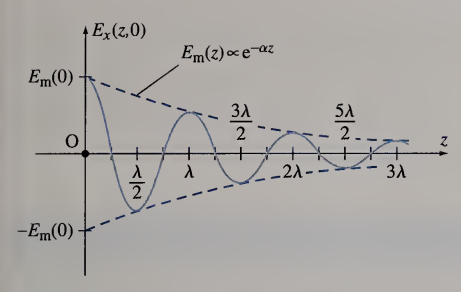 E_x(z,0)
E_m(z)∝e^{−αz}
E_m(0)
3λ/2
5λ/2
O
z
λ/2
λ
2λ
3λ
−E_m(0)